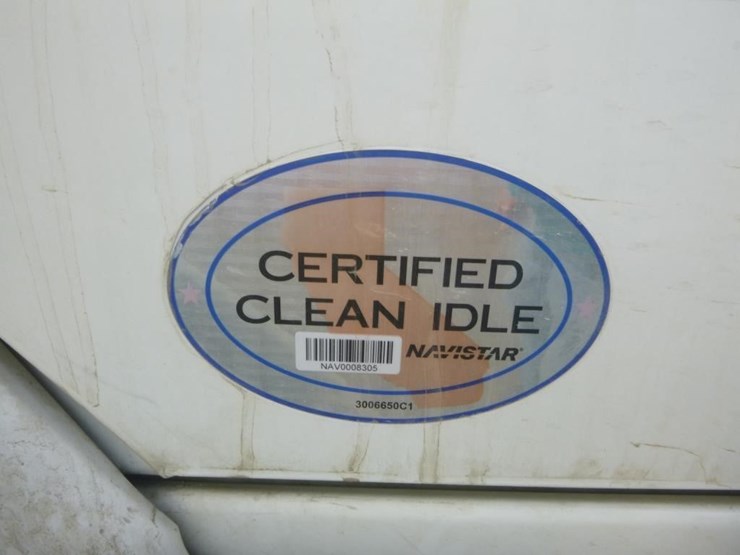 CERTIFIED
CLEAN IDLE
NAVISTAR
NAV0008305
3006650C1